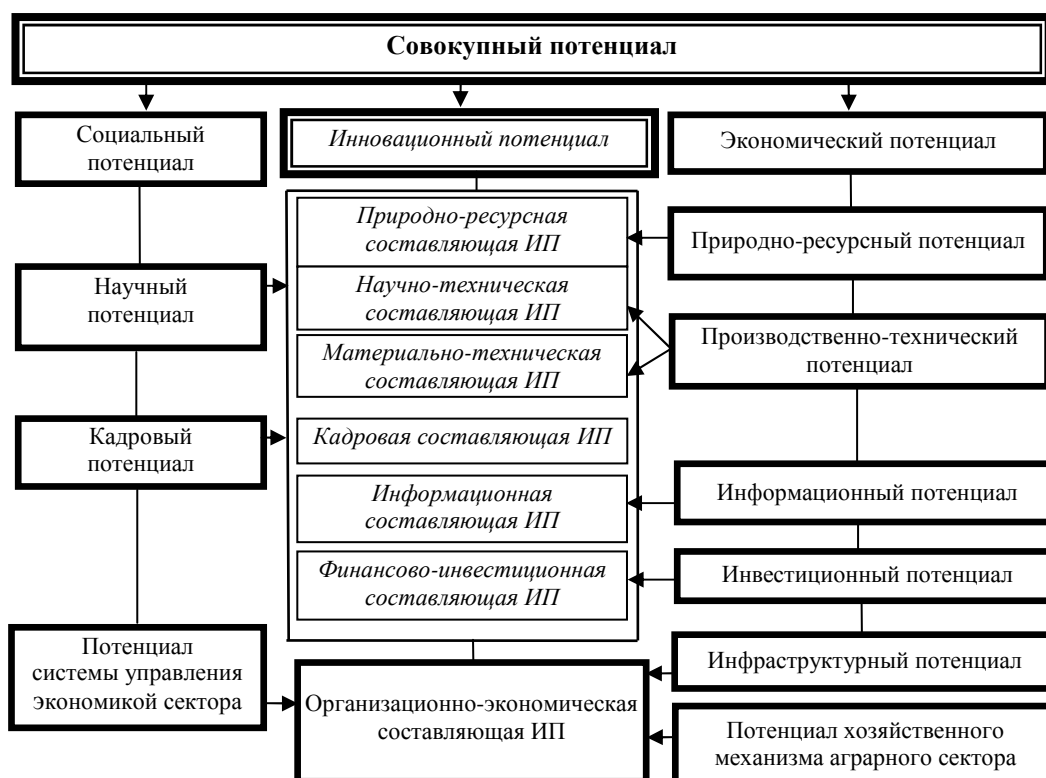 Совокупный потенциал
Социальный
потенциал
Инновационный потенциал
Экономический потенциал
Природно-ресурсная
составляющая ИП
Природно-ресурсный потенциал
Научный
потенциал
Научно-техническая
составляющая ИП
Производственно-технический
потенциал
Материально-техническая
составляющая ИП
Кадровый
потенциал
Кадровая составляющая ИП
Информационная
составляющая ИП
Информационный потенциал
Финансово-инвестиционная
составляющая ИП
Инвестиционный потенциал
Потенциал
системы управления
экономикой сектора
Инфраструктурный потенциал
Организационно-экономическая
составляющая ИП
Потенциал хозяйственного
механизма аграрного сектора